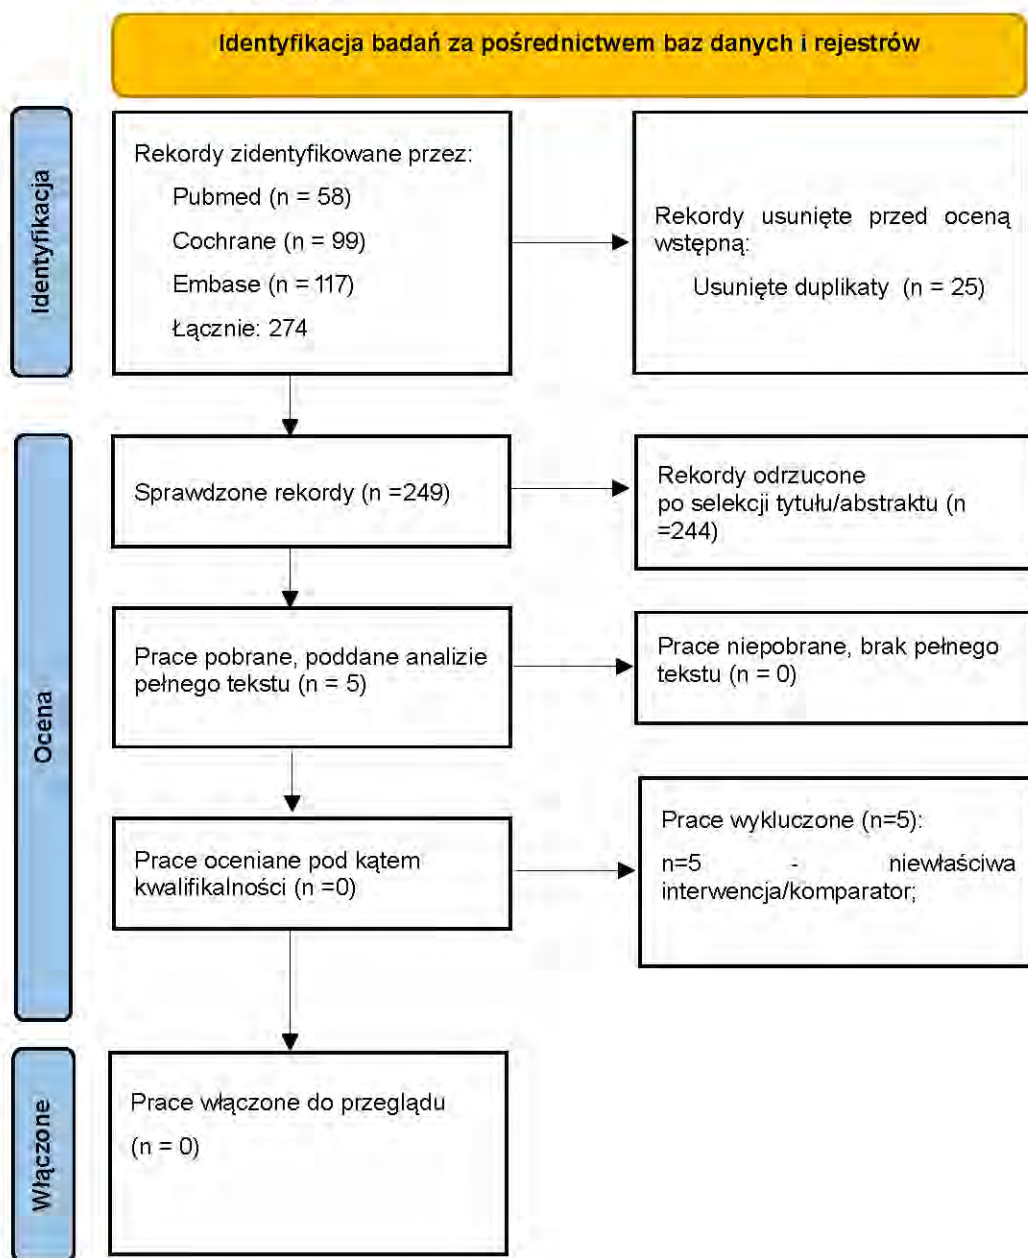 Identyfikacja badań za pośrednictwem baz danych i rejestrów
Identyfikacja
Rekordy zidentyfikowane przez:
Pubmed (n = 58)
Cochrane (n = 99)
Embase (n = 117)
Łącznie: 274
Rekordy usunięte przed oceną
wstępną:
Usunięte duplikaty (n = 25)
Ocena
Sprawdzone rekordy (n =249)
Rekordy odrzucone
po selekcji tytułu/abstraktu (n
=244)
Prace pobrane, poddane analizie
pełnego tekstu (n = 5)
Prace niepobrane, brak pełnego
tekstu (n = 0)
Prace oceniane pod kątem
kwalifikalności (n =0)
Prace wykluczone (n=5):
n=5 - niewłaściwa
interwencja/komparator;
Włączone
Prace włączone do przeglądu
(n = 0)